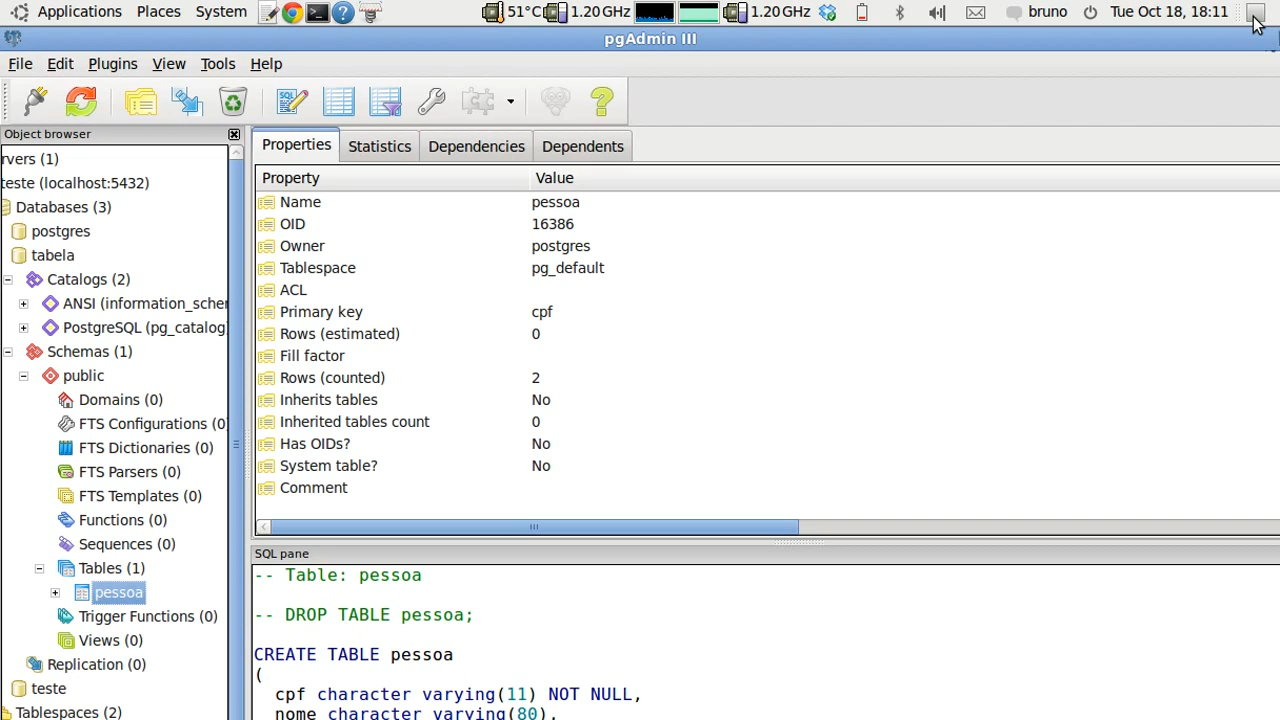 Applications Places System 51°C 1.20 GHz 1.20 GHz bruno Tue Oct 18, 18:11
pgAdmin III
File Edit Plugins View Tools Help
Object browser
rvers (1)
teste (localhost:5432)
Databases (3)
postgres
tabela
Catalogs (2)
ANSI (information_scher
PostgreSQL (pg_catalog
Schemas (1)
public
Domains (0)
FTS Configurations (0)
FTS Dictionaries (0)
FTS Parsers (0)
FTS Templates (0)
Functions (0)
Sequences (0)
Tables (1)
pessoa
Trigger Functions (0)
Views (0)
Replication (0)
teste
Tablespaces (2)
Properties Statistics Dependencies Dependents
Property Value
Name pessoa
OID 16386
Owner postgres
Tablespace pg_default
ACL
Primary key cpf
Rows (estimated) 0
Fill factor
Rows (counted) 2
Inherits tables No
Inherited tables count 0
Has OIDs? No
System table? No
Comment
SQL pane
-- Table: pessoa
-- DROP TABLE pessoa;
CREATE TABLE pessoa
(
cpf character varying(11) NOT NULL,
nome character varying(80),